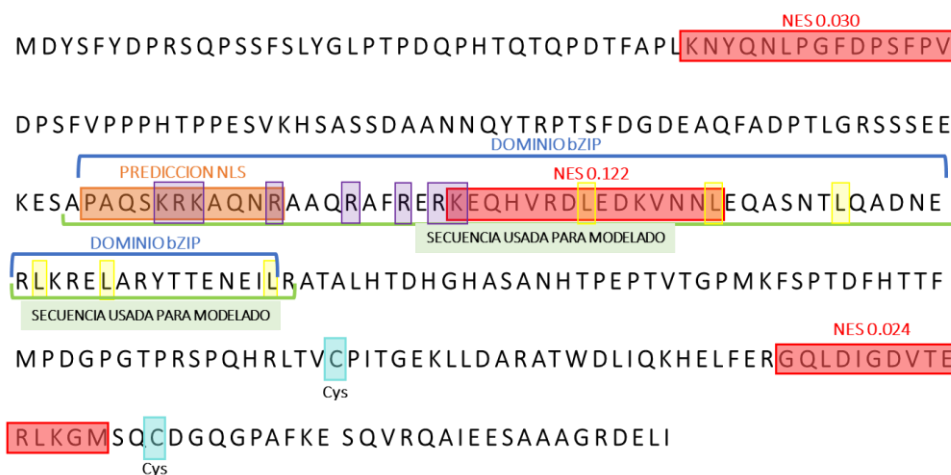 NES 0.030
MDYSFYDPRSQPSSFSLYGLPTPDQPHTQTQPDTFAPLKNYQNLPGFDPSFPV
DPSFVPPPHTPPESVKHSASSDAANNQYTRPTSFDGDEAQFADPTLGRSSSEE
DOMINIO bZIP
PREDICCION NLS
NES 0.122
KESAPAQSKRKAQNRAAQRAFRERKEQHVRDLEDKVNNLEQASNTLQADNE
SECUENCIA USADA PARA MODELADO
DOMINIO bZIP
RLKRELARYTTENEILRATALHTDHGHASANHTPEPTVTGPMKFSPTDFHTTF
SECUENCIA USADA PARA MODELADO
NES 0.024
MPDGPGTPRSPQHRLTVCPITGEKLLDARATWDLIQKHELFERGQLDIGDVTE
Cys
RLKGMSQCDGQGPAFKE SQVRQAIEESAAAGRDELI
Cys